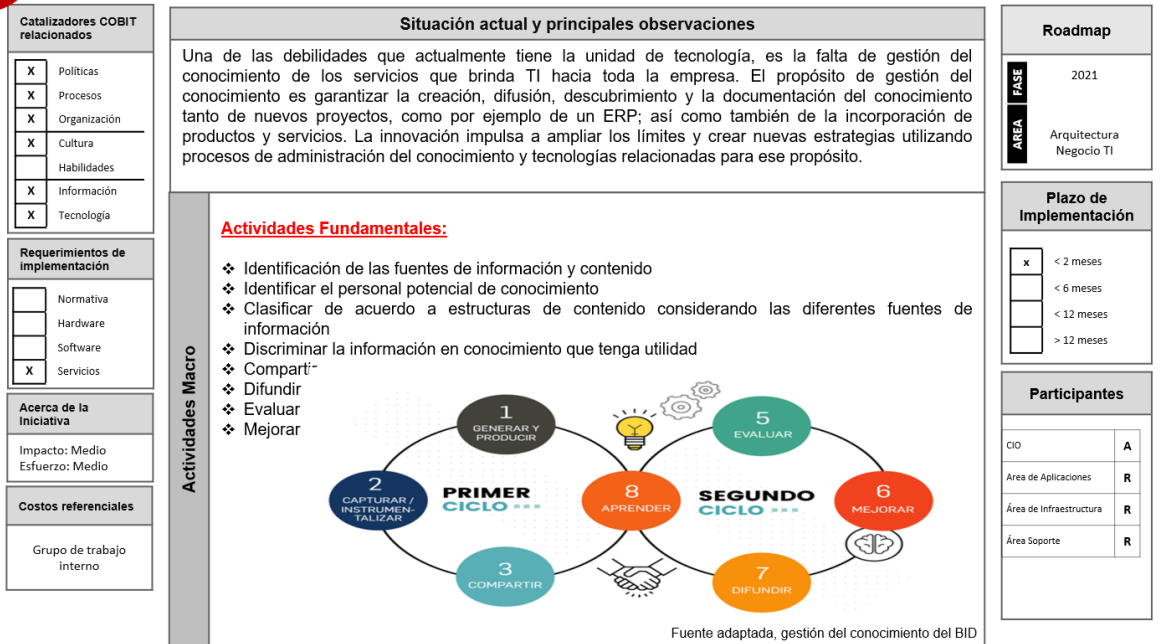 Catalizadores COBIT
relacionados
X Políticas
X Procesos
X Organización
X Cultura
Habilidades
X Información
X Tecnología
Requerimientos de
implementación
Normativa
Hardware
Software
X Servicios
Acerca de la
Iniciativa
Impacto: Medio
Esfuerzo: Medio
Costos referenciales
Grupo de trabajo
interno
Situación actual y principales observaciones
Una de las debilidades que actualmente tiene la unidad de tecnología, es la falta de gestión del
conocimiento de los servicios que brinda TI hacia toda la empresa. El propósito de gestión del
conocimiento es garantizar la creación, difusión, descubrimiento y la documentación del conocimiento
tanto de nuevos proyectos, como por ejemplo de un ERP; así como también de la incorporación de
productos y servicios. La innovación impulsa a ampliar los límites y crear nuevas estrategias utilizando
procesos de administración del conocimiento y tecnologías relacionadas para ese propósito.
Actividades Macro
Actividades Fundamentales:
❖ Identificación de las fuentes de información y contenido
❖ Identificar el personal potencial de conocimiento
❖ Clasificar de acuerdo a estructuras de contenido considerando las diferentes fuentes de
información
❖ Discriminar la información en conocimiento que tenga utilidad
❖ Comparti
❖ Difundir
❖ Evaluar
❖ Mejorar
1
GENERAR Y
PRODUCIR
2
CAPTURAR /
INSTRUMEN-
TALIZAR
PRIMER
CICLO
3
COMPARTIR
8
APRENDER
5
EVALUAR
SEGUNDO
CICLO
6
MEJORAR
7
DIFUNDIR
Fuente adaptada, gestión del conocimiento del BID
Roadmap
FASE
2021
AREA
Arquitectura
Negocio TI
Plazo de
Implementación
x < 2 meses
< 6 meses
< 12 meses
> 12 meses
Participantes
CIO A
Area de Aplicaciones R
Área de Infraestructura R
Área Soporte R